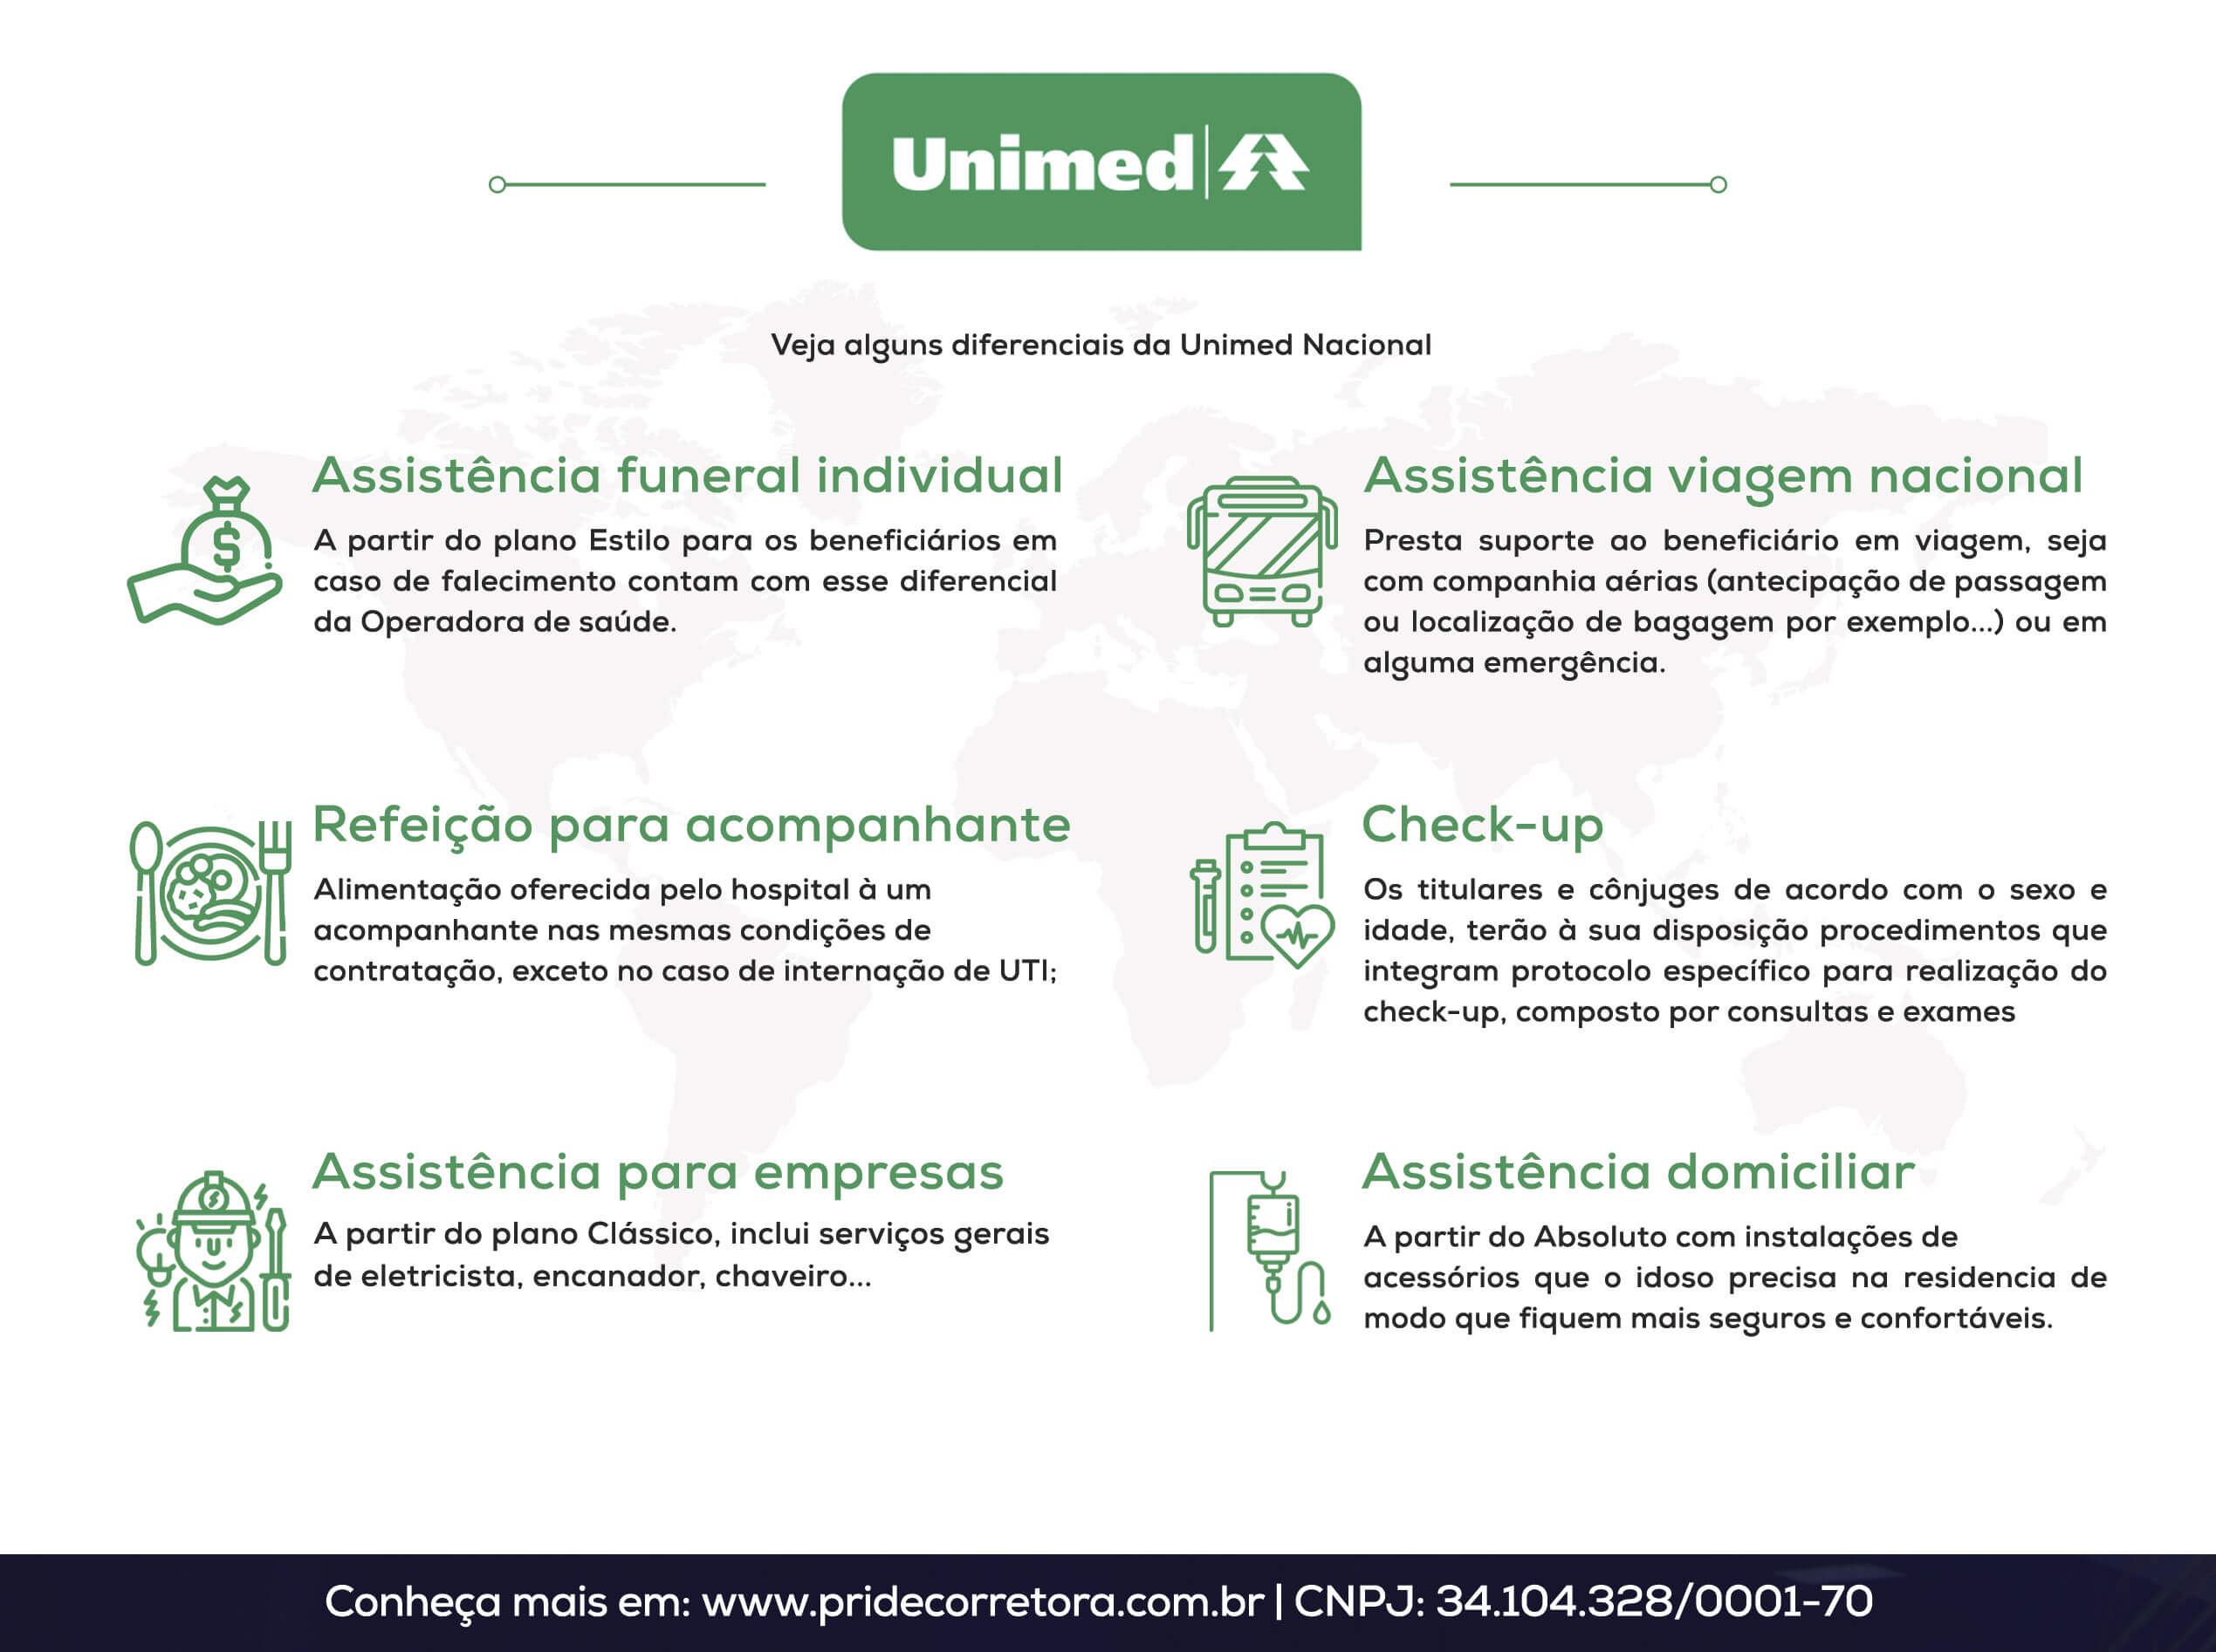 Unimed
Veja alguns diferenciais da Unimed Nacional
Assistência funeral individual
A partir do plano Estilo para os beneficiários em
caso de falecimento contam com esse diferencial
da Operadora de saúde.
Assistência viagem nacional
Presta suporte ao beneficiário em viagem, seja
com companhia aérias (antecipação de passagem
ou localização de bagagem por exemplo...) ou em
alguma emergência.
Refeição para acompanhante
Alimentação oferecida pelo hospital à um
acompanhante nas mesmas condições de
contratação, exceto no caso de internação de UTI;
Check-up
Os titulares e cônjuges de acordo com o sexo e
idade, terão à sua disposição procedimentos que
integram protocolo específico para realização do
check-up, composto por consultas e exames
Assistência para empresas
A partir do plano Clássico, inclui serviços gerais
de eletricista, encanador, chaveiro...
Assistência domiciliar
A partir do Absoluto com instalações de
acessórios que o idoso precisa na residencia de
modo que fiquem mais seguros e confortáveis.
Conheça mais em: www.pridecorretora.com.br | CNPJ: 34.104.328/0001-70